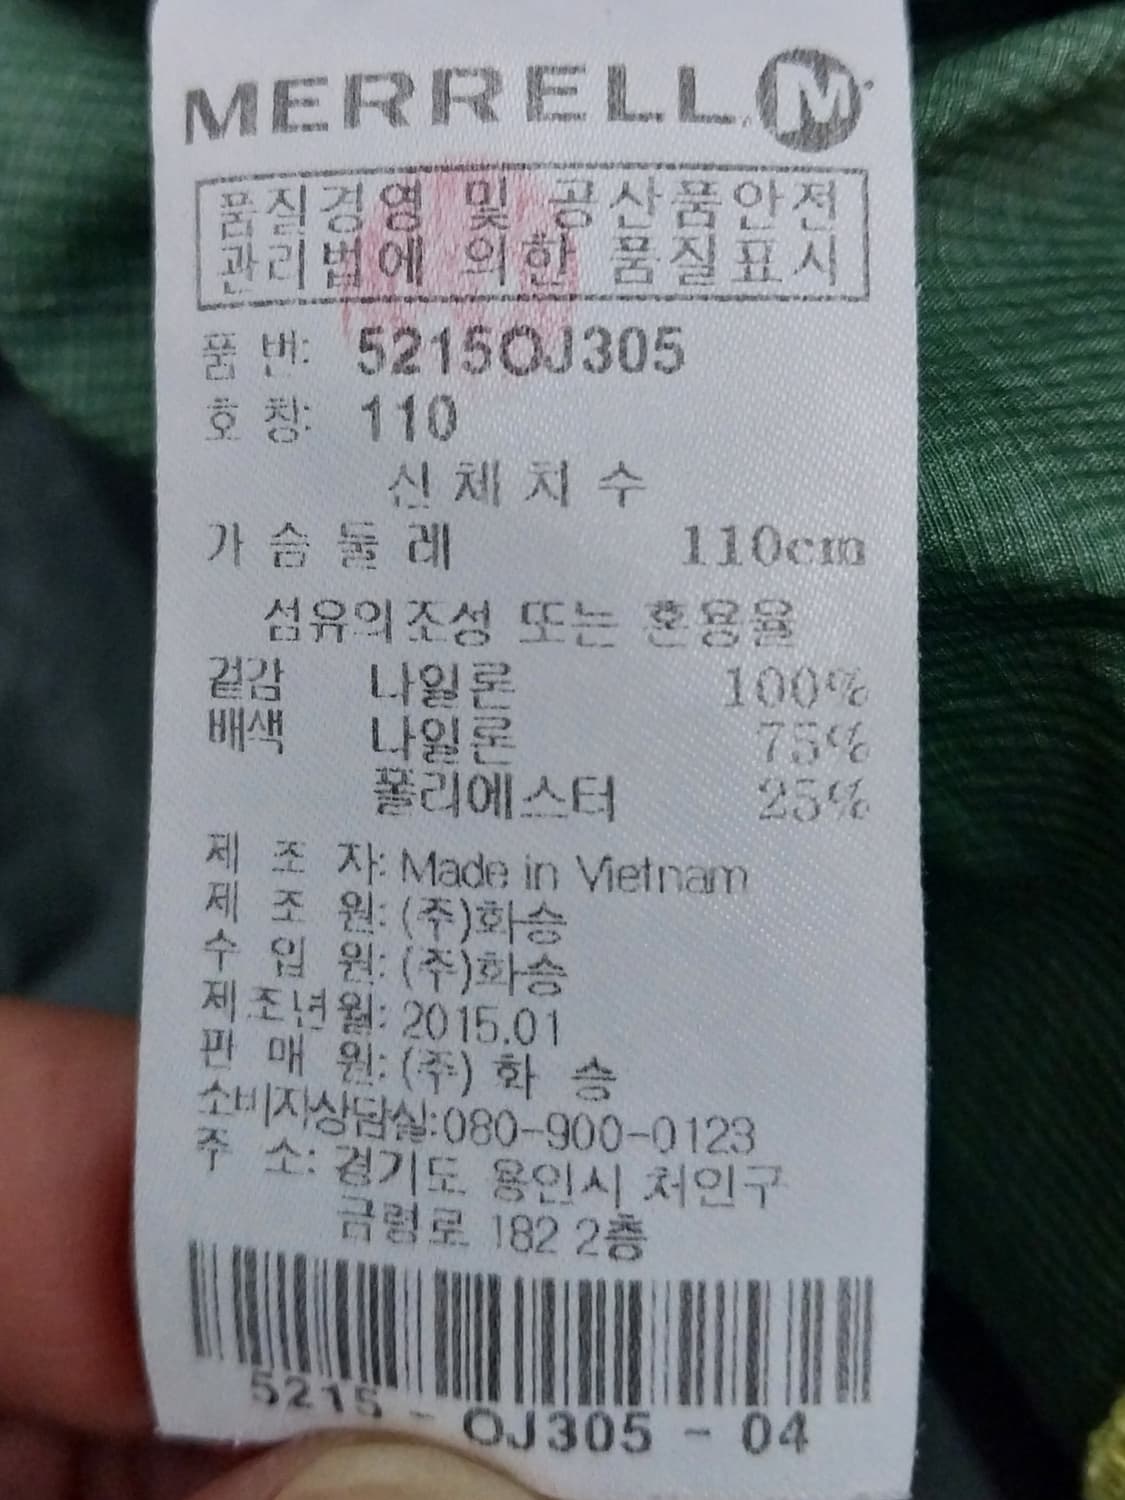 MERRELL
품질경영 및 공산품안전
관리법에 의한 품질표시
품 번: 5215OJ305
호 칭: 110
신체치수
가슴둘레 110cm
섬유의조성 또는 혼용율
겉감 나일론 100%
배색 나일론 75%
폴리에스터 25%
제 조 자: Made in Vietnam
제 조 원: (주)화승
수 입 원: (주)화승
제조년월: 2015.01
판 매 원: (주) 화 승
소비자상담실:080-900-0123
주 소: 경기도 용인시 처인구
금령로 182 2층
5215 - OJ305 - 04